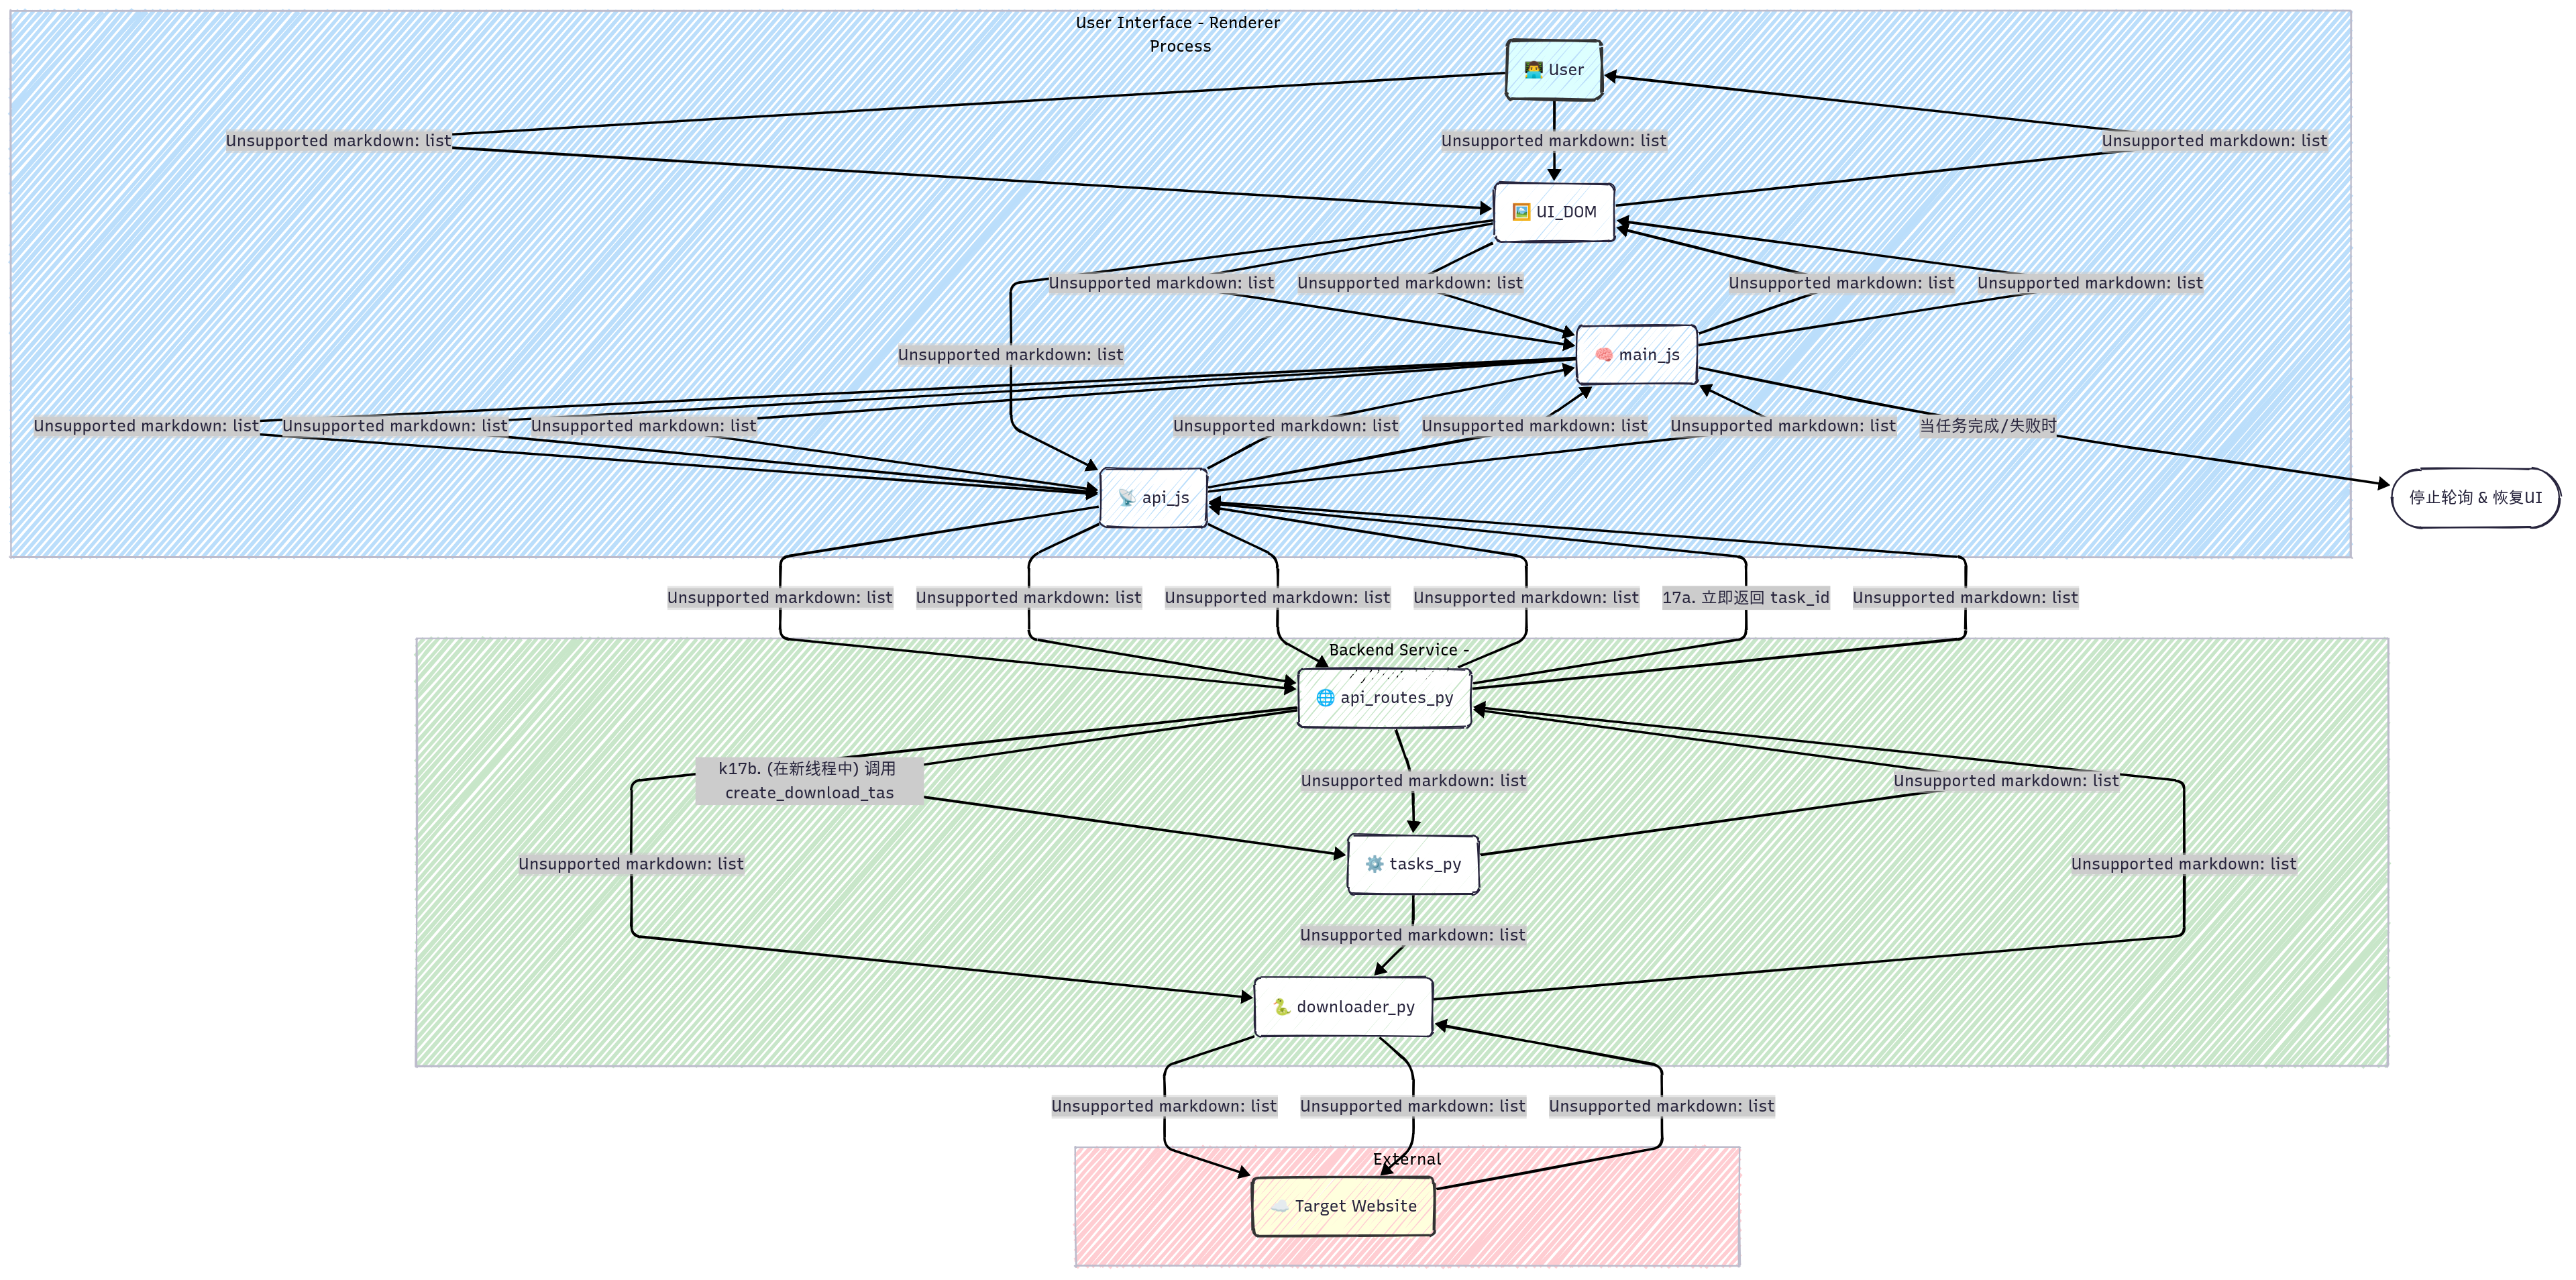 User Interface - Renderer
Process
👨‍💻 User
Unsupported markdown: list
Unsupported markdown: list
Unsupported markdown: list
🖼️ UI_DOM
Unsupported markdown: list
Unsupported markdown: list
Unsupported markdown: list
Unsupported markdown: list
Unsupported markdown: list
🧠 main_js
Unsupported markdown: list
Unsupported markdown: list
Unsupported markdown: list
Unsupported markdown: list
Unsupported markdown: list
Unsupported markdown: list
当任务完成/失败时
📡 api_js
停止轮询 & 恢复UI
Unsupported markdown: list
Unsupported markdown: list
Unsupported markdown: list
Unsupported markdown: list
17a. 立即返回 task_id
Unsupported markdown: list
Backend Service -
🌐 api_routes_py
k17b. (在新线程中) 调用
create_download_tas
Unsupported markdown: list
Unsupported markdown: list
Unsupported markdown: list
⚙️ tasks_py
Unsupported markdown: list
Unsupported markdown: list
🐍 downloader_py
Unsupported markdown: list
Unsupported markdown: list
Unsupported markdown: list
External
☁️ Target Website